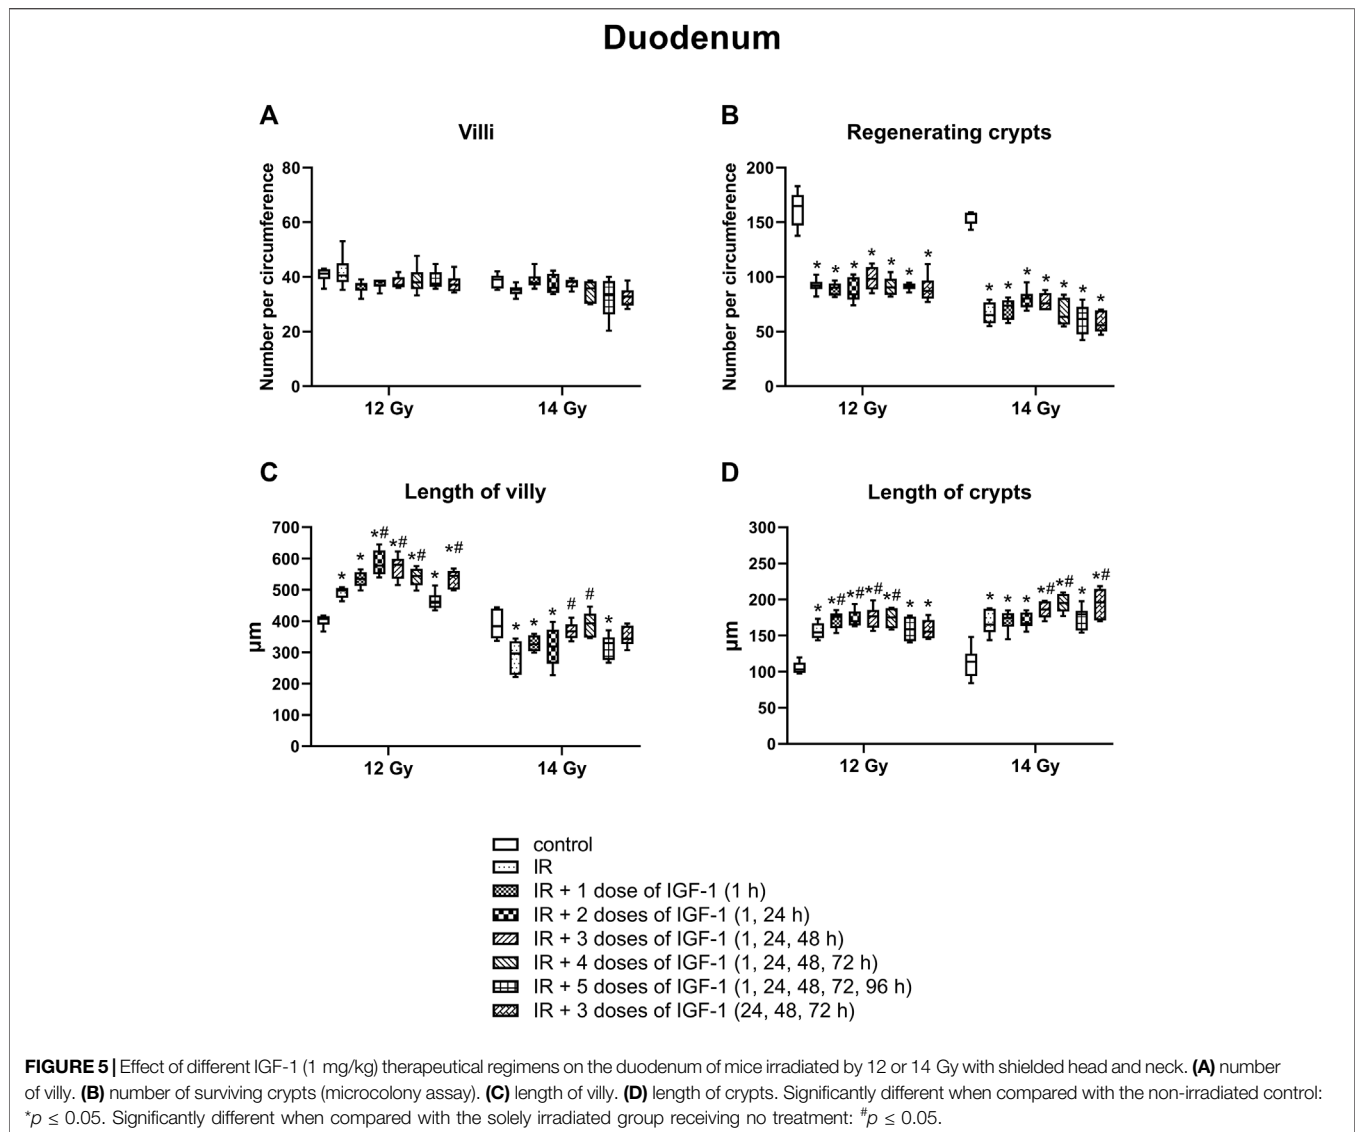 Duodenum
A
Villi
Number per circumference
80
60
40
20
0
12 Gy
14 Gy
B
Regenerating crypts
Number per circumference
200
150
100
50
0
* * * * * * *
* * * * * * *
12 Gy
14 Gy
C
Length of villy
µm
700
600
500
400
300
200
100
0
* * *# *# *# * *#
* * * # # *
12 Gy
14 Gy
D
Length of crypts
µm
300
250
200
150
100
50
0
* *# *# *# *# * *
* * * *# *# * *#
12 Gy
14 Gy
control
IR
IR + 1 dose of IGF-1 (1 h)
IR + 2 doses of IGF-1 (1, 24 h)
IR + 3 doses of IGF-1 (1, 24, 48 h)
IR + 4 doses of IGF-1 (1, 24, 48, 72 h)
IR + 5 doses of IGF-1 (1, 24, 48, 72, 96 h)
IR + 3 doses of IGF-1 (24, 48, 72 h)
FIGURE 5 | Effect of different IGF-1 (1 mg/kg) therapeutical regimens on the duodenum of mice irradiated by 12 or 14 Gy with shielded head and neck. (A) number
of villy. (B) number of surviving crypts (microcolony assay). (C) length of villy. (D) length of crypts. Significantly different when compared with the non-irradiated control:
*p ≤ 0.05. Significantly different when compared with the solely irradiated group receiving no treatment: #p ≤ 0.05.